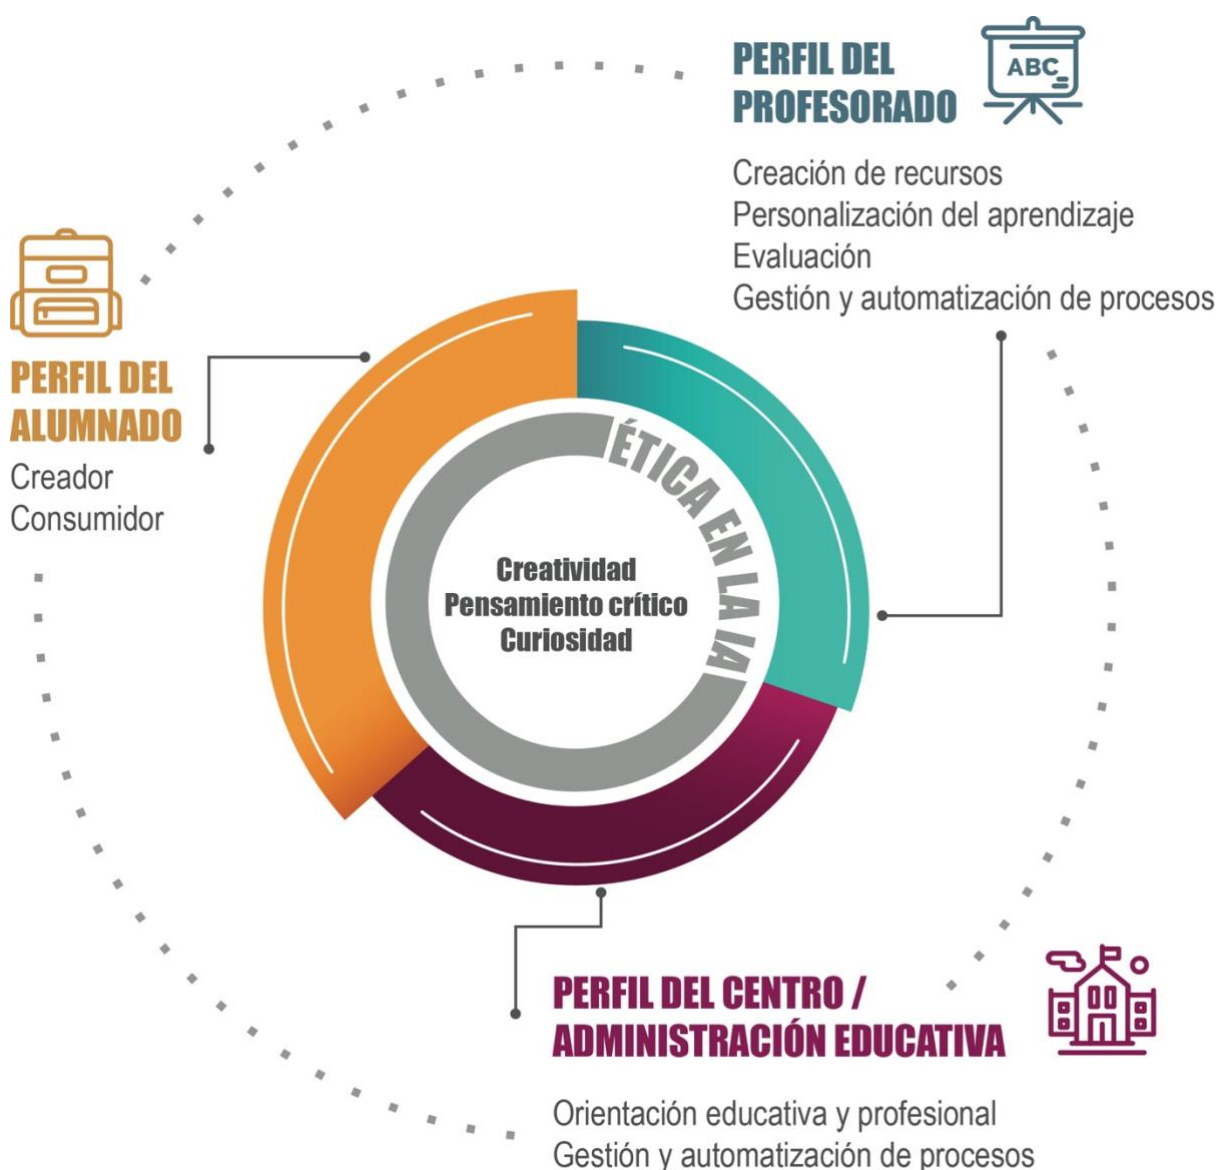 PERFIL DEL
PROFESORADO
ABC
Creación de recursos
Personalización del aprendizaje
Evaluación
Gestión y automatización de procesos
PERFIL DEL
ALUMNADO
Creador
Consumidor
ÉTICA EN LA IA
Creatividad
Pensamiento crítico
Curiosidad
PERFIL DEL CENTRO /
ADMINISTRACIÓN EDUCATIVA
Orientación educativa y profesional
Gestión y automatización de procesos